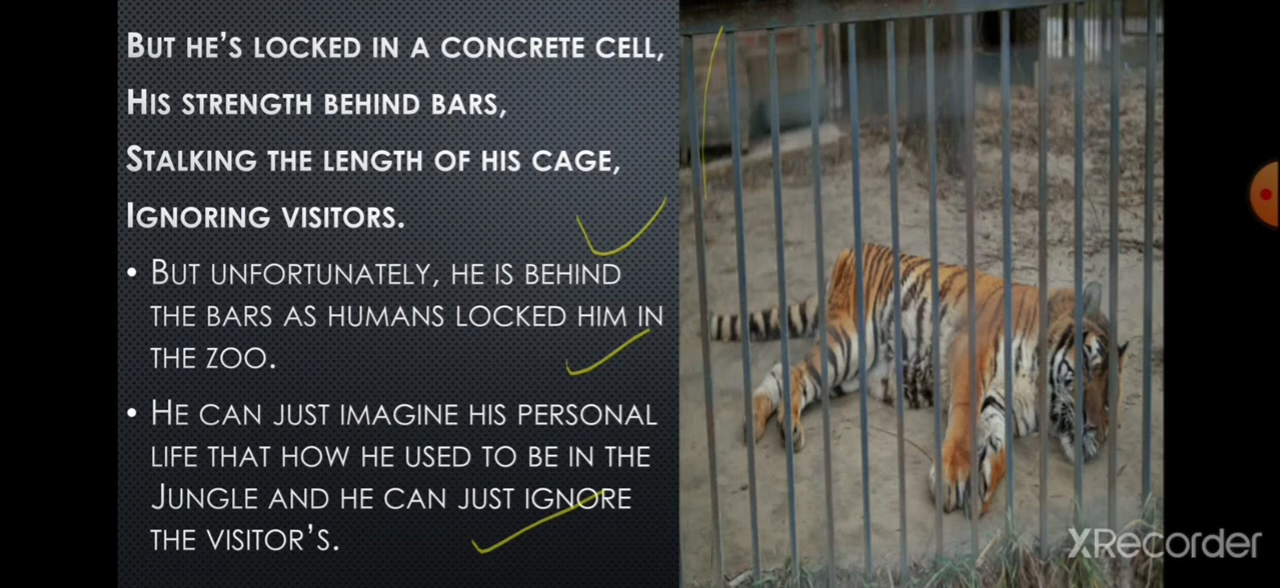 But he’s locked in a concrete cell,
His strength behind bars,
Stalking the length of his cage,
Ignoring visitors.
• But unfortunately, he is behind
the bars as humans locked him in
the zoo.
• He can just imagine his personal
life that how he used to be in the
Jungle and he can just ignore
the visitor’s.
XRecorder